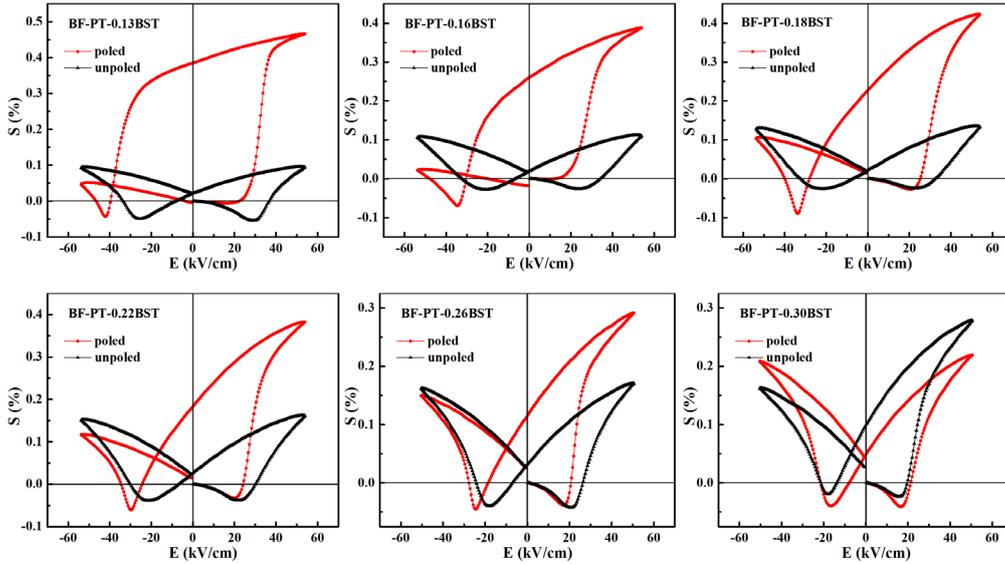 BF-PT-0.13BST
poled
unpoled
S (%)
0.5
0.4
0.3
0.2
0.1
0.0
-0.1
-60 -40 -20 0 20 40 60
E (kV/cm)
BF-PT-0.16BST
poled
unpoled
S (%)
0.4
0.3
0.2
0.1
0.0
-0.1
-60 -40 -20 0 20 40 60
E (kV/cm)
BF-PT-0.18BST
poled
unpoled
S (%)
0.4
0.3
0.2
0.1
0.0
-0.1
-60 -40 -20 0 20 40 60
E (kV/cm)
BF-PT-0.22BST
poled
unpoled
S (%)
0.4
0.3
0.2
0.1
0.0
-0.1
-60 -40 -20 0 20 40 60
E (kV/cm)
BF-PT-0.26BST
poled
unpoled
S (%)
0.3
0.2
0.1
0.0
-60 -40 -20 0 20 40 60
E (kV/cm)
BF-PT-0.30BST
poled
unpoled
S (%)
0.3
0.2
0.1
0.0
-60 -40 -20 0 20 40 60
E (kV/cm)